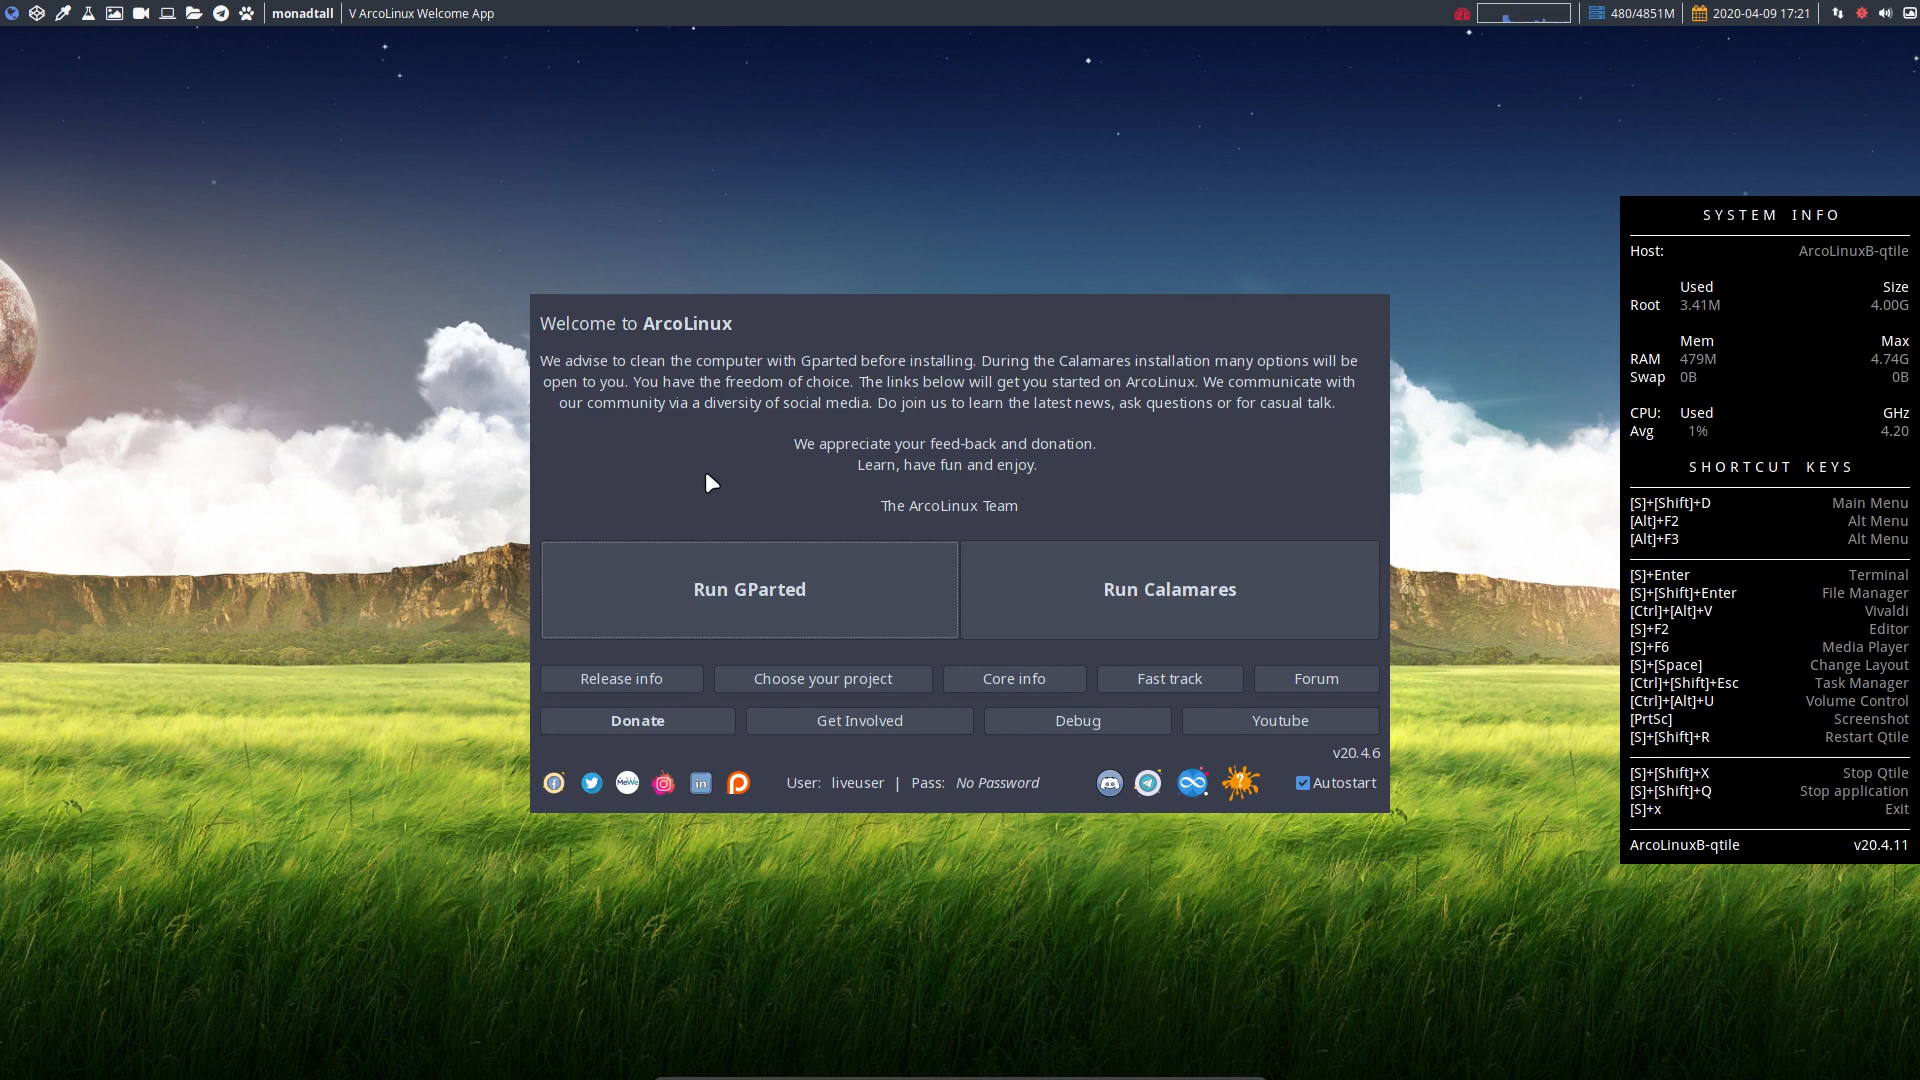 monadtall V ArcoLinux Welcome App 480/4851M 2020-04-09 17:21
Welcome to ArcoLinux
We advise to clean the computer with Gparted before installing. During the Calamares installation many options will be
open to you. You have the freedom of choice. The links below will get you started on ArcoLinux. We communicate with
our community via a diversity of social media. Do join us to learn the latest news, ask questions or for casual talk.
We appreciate your feed-back and donation.
Learn, have fun and enjoy.
The ArcoLinux Team
Run GParted Run Calamares
Release info Choose your project Core info Fast track Forum
Donate Get Involved Debug Youtube
v20.4.6
MeWe in User: liveuser | Pass: No Password Autostart
SYSTEM INFO
Host: ArcoLinuxB-qtile
Used Size
Root 3.41M 4.00G
Mem Max
RAM 479M 4.74G
Swap 0B 0B
CPU: Used GHz
Avg 1% 4.20
SHORTCUT KEYS
[S]+[Shift]+D Main Menu
[Alt]+F2 Alt Menu
[Alt]+F3 Alt Menu
[S]+Enter Terminal
[S]+[Shift]+Enter File Manager
[Ctrl]+[Alt]+V Vivaldi
[S]+F2 Editor
[S]+F6 Media Player
[S]+[Space] Change Layout
[Ctrl]+[Shift]+Esc Task Manager
[Ctrl]+[Alt]+U Volume Control
[PrtSc] Screenshot
[S]+[Shift]+R Restart Qtile
[S]+[Shift]+X Stop Qtile
[S]+[Shift]+Q Stop application
[S]+x Exit
ArcoLinuxB-qtile v20.4.11